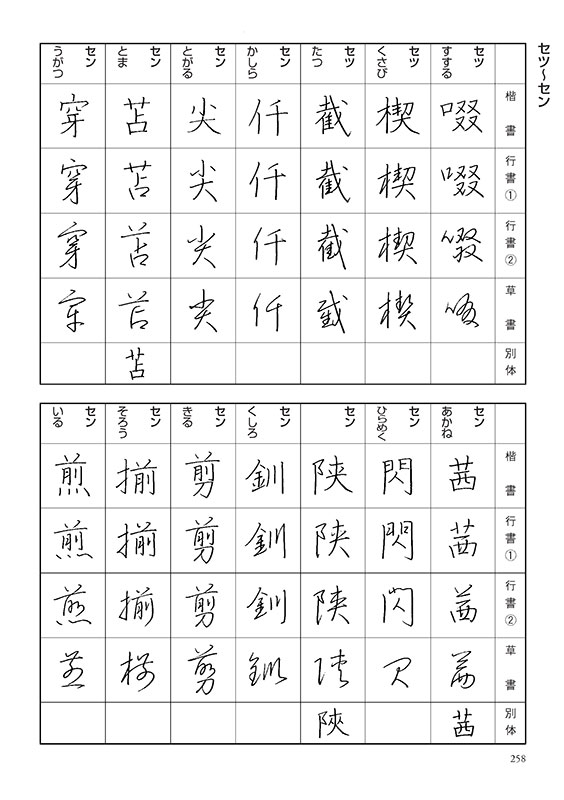 セツ〜セン
楷書 行書① 行書② 草書 別体
セツ
すする
啜 啜 啜 啜
セツ
くさび
楔 楔 楔 楔
セツ
たつ
截 截 截 截
セン
かしら
仟 仟 仟 仟
セン
とがる
尖 尖 尖 尖
セン
とま
苫 苫 苫 苫 苫
セン
うがつ
穿 穿 穿 穿
楷書 行書① 行書② 草書 別体
セン
あかね
茜 茜 茜 茜 茜
セン
ひらめく
閃 閃 閃 閃
セン
陕 陕 陕 陕 陝
セン
くしろ
釧 釧 釧 釧
セン
きる
剪 剪 剪 剪
セン
そろう
揃 揃 揃 揃
セン
いる
煎 煎 煎 煎
258